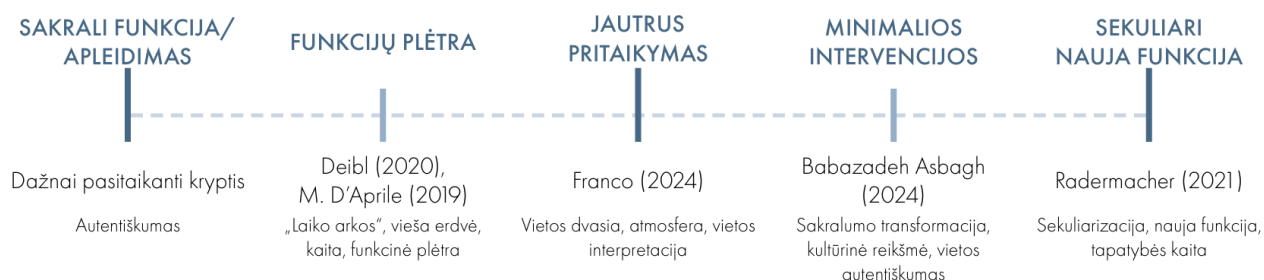 SAKRALI FUNKCIJA/
APLEIDIMAS
Dažnai pasitaikanti kryptis
Autentiškumas
FUNKCIJŲ PLĖTRA
Deibl (2020),
M. D’Aprile (2019)
„Laiko arkos“, vieša erdvė,
kaita, funkcinė plėtra
JAUTRUS
PRITAIKYMAS
Franco (2024)
Vietos dvasia, atmosfera, vietos
interpretacija
MINIMALIOS
INTERVENCIJOS
Babazadeh Asbagh
(2024)
Sakralumo transformacija,
kultūrinė reikšmė, vietos
autentiškumas
SEKULIARI
NAUJA FUNKCIJA
Radermacher (2021)
Sekuliarizacija, nauja funkcija,
tapatybės kaita